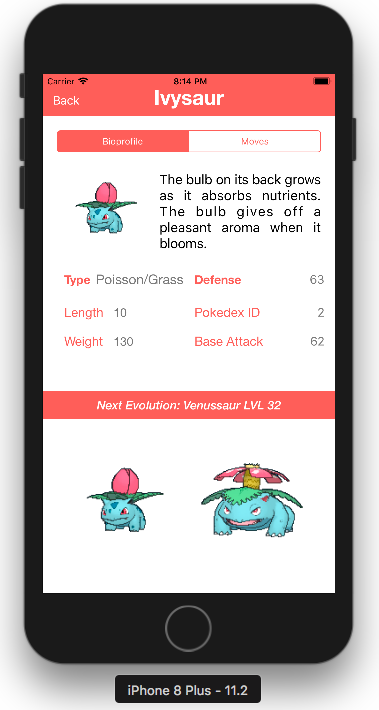 Carrier 8:14 PM
Back Ivysaur
Bioprofile Moves
The bulb on its back grows
as it absorbs nutrients.
The bulb gives off a
pleasant aroma when it
blooms.
Type Poisson/Grass Defense 63
Length 10 Pokedex ID 2
Weight 130 Base Attack 62
Next Evolution: Venussaur LVL 32
iPhone 8 Plus - 11.2